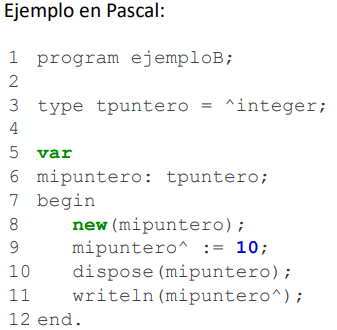 Ejemplo en Pascal:
1 program ejemploB;
2
3 type tpuntero = ^integer;
4
5 var
6 mipuntero: tpuntero;
7 begin
8 new(mipuntero);
9 mipuntero^ := 10;
10 dispose(mipuntero);
11 writeln(mipuntero^);
12 end.